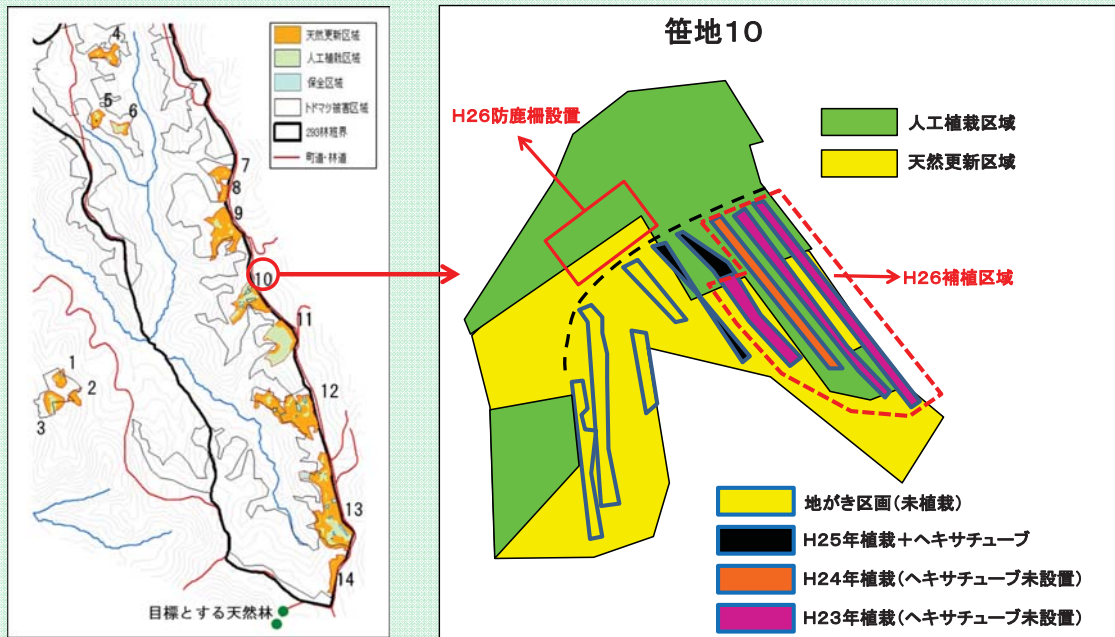 天然更新区域
人工植栽区域
保全区域
トドマツ被害区域
293林班界
町道・林道
4
5
6
7
8
9
10
11
1
2
3
12
13
14
目標とする天然林
笹地10
H26防鹿柵設置
人工植栽区域
天然更新区域
H26補植区域
地がき区画(未植栽)
H25年植栽+ヘキサチューブ
H24年植栽(ヘキサチューブ未設置)
H23年植栽(ヘキサチューブ未設置)